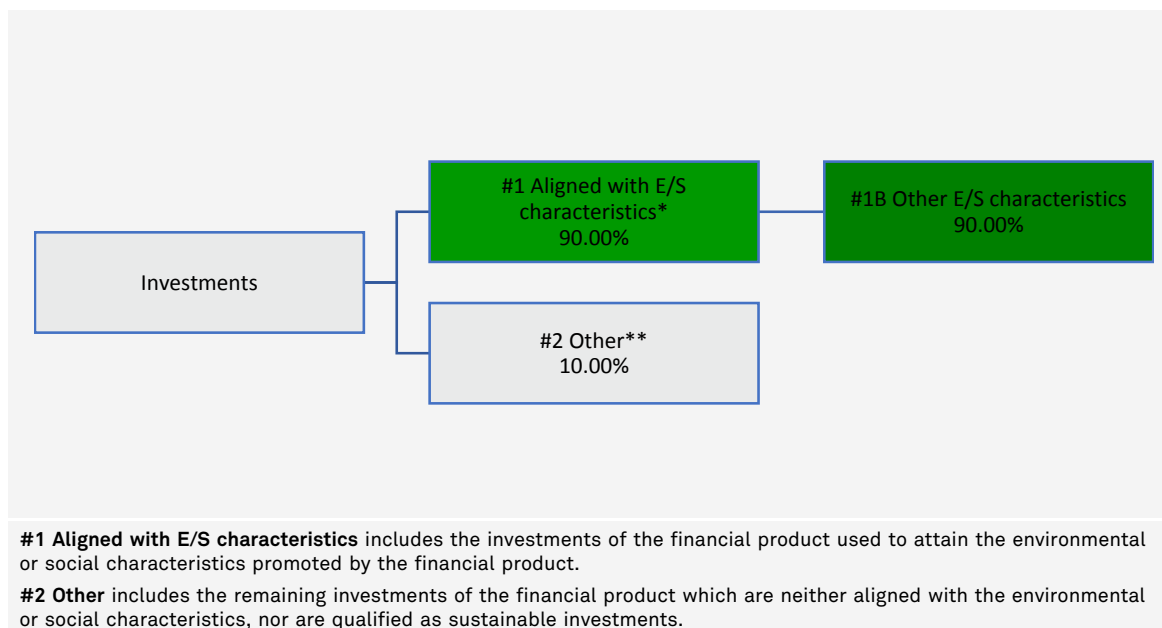 #1 Aligned with E/S
characteristics*
90.00%
#1B Other E/S characteristics
90.00%
Investments
#2 Other**
10.00%
#1 Aligned with E/S characteristics includes the investments of the financial product used to attain the environmental
or social characteristics promoted by the financial product.
#2 Other includes the remaining investments of the financial product which are neither aligned with the environmental
or social characteristics, nor are qualified as sustainable investments.